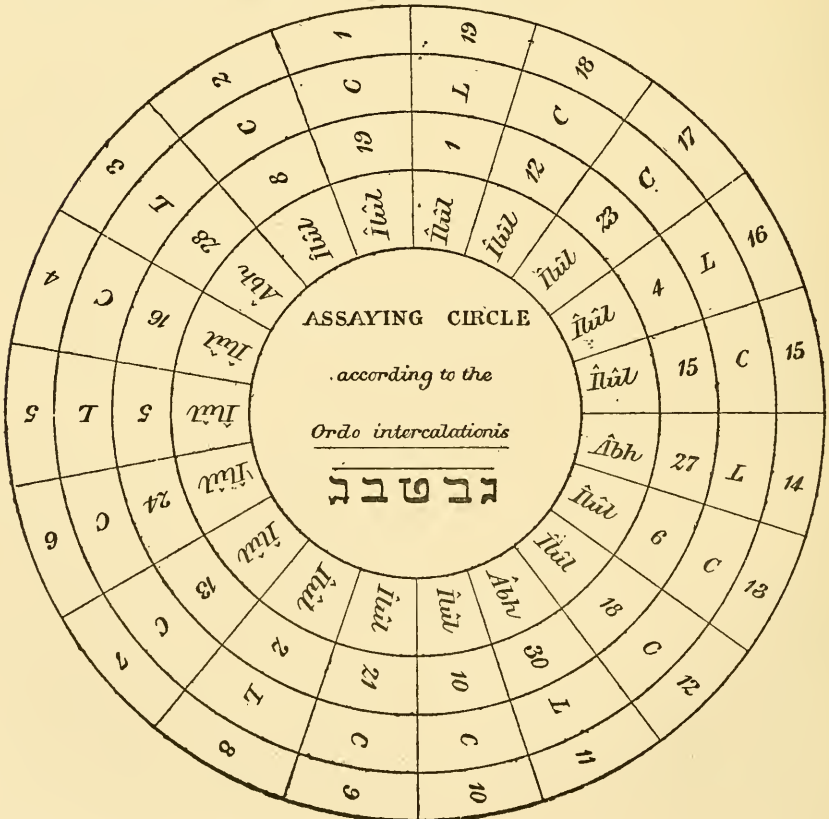 ASSAYING CIRCLE
according to the
Ordo intercalationis
גבטבג
1 C 19 Îlûl
2 C 8 Îlûl
3 L 28 Âbh
4 C 16 Îlûl
5 L 5 Îlûl
6 C 24 Îlûl
7 C 13 Îlûl
8 L 2 Îlûl
9 C 21 Îlûl
10 C 10 Îlûl
11 L 30 Âbh
12 C 18 Îlûl
13 C 6 Îlûl
14 L 27 Âbh
15 C 15 Îlûl
16 L 4 Îlûl
17 C 23 Îlûl
18 C 12 Îlûl
19 L 1 Îlûl